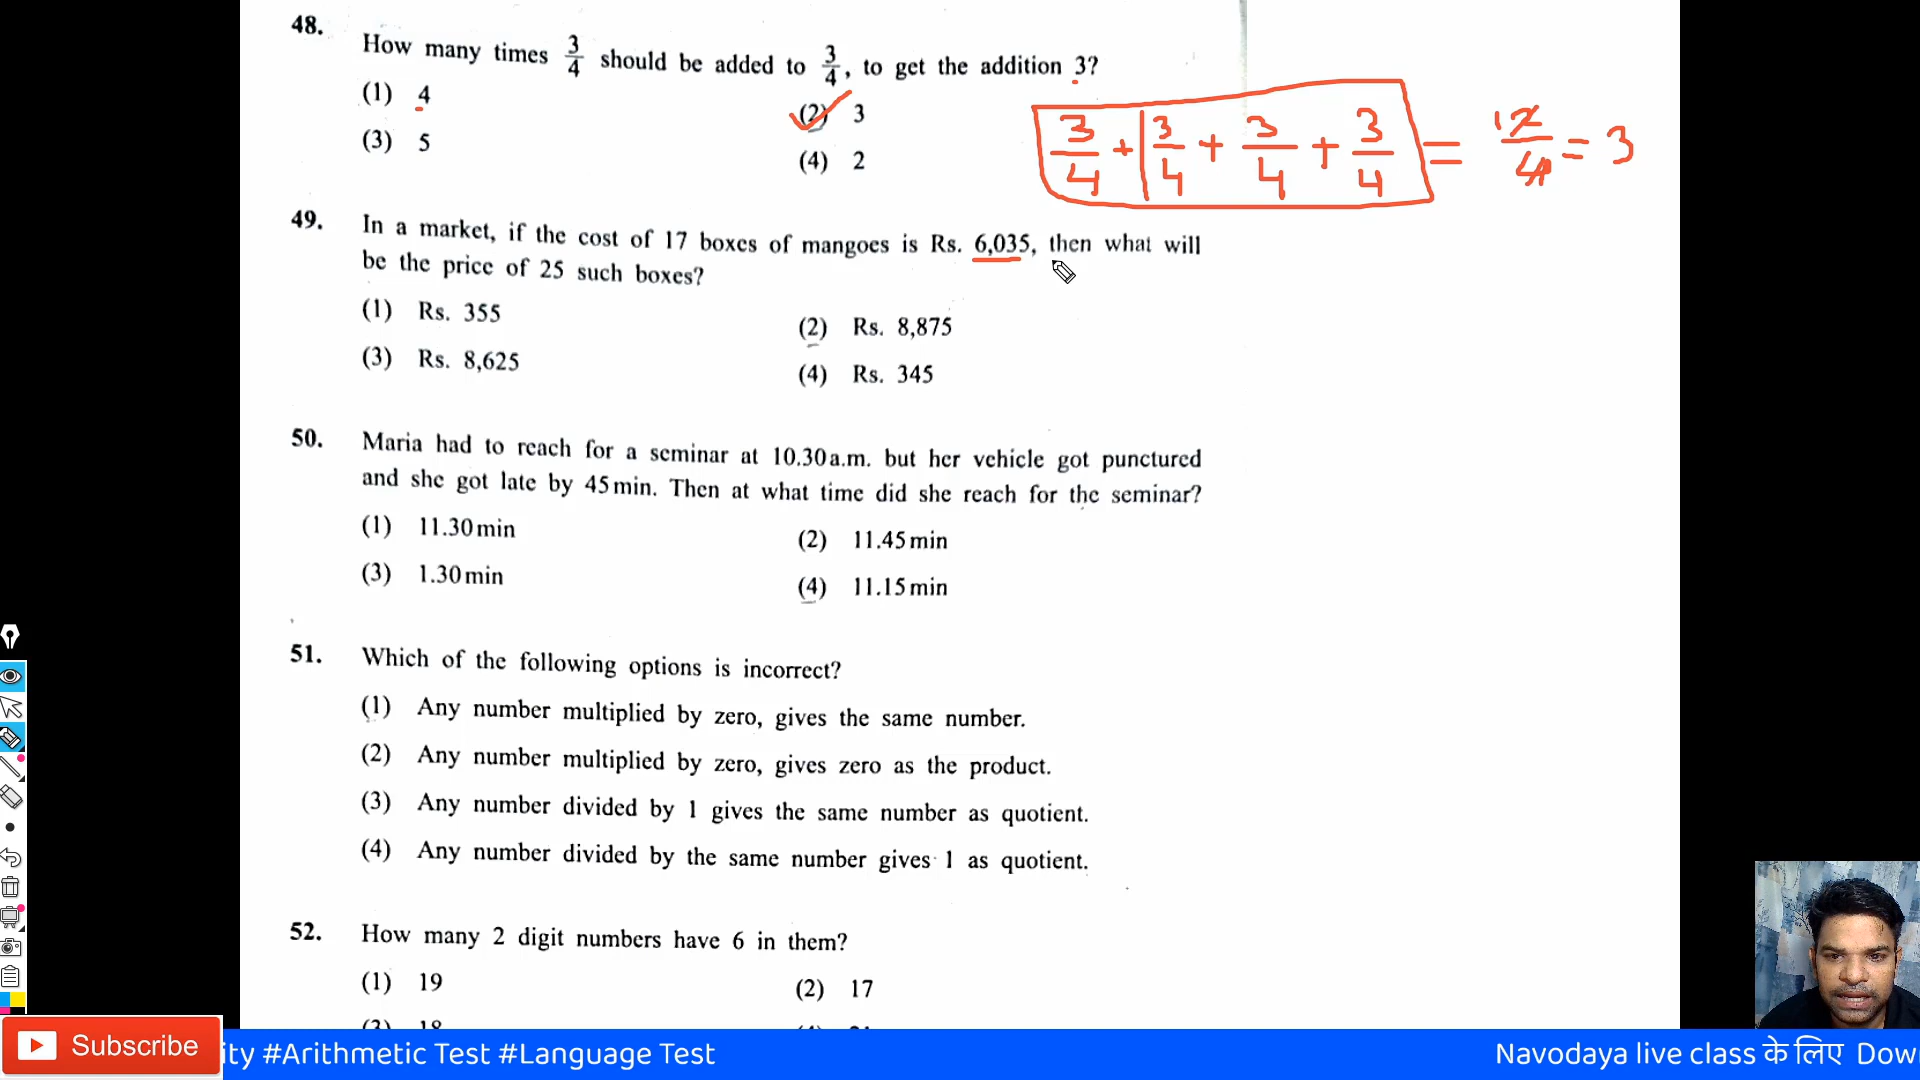 48. How many times 3/4 should be added to 3/4, to get the addition 3?
(1) 4
(2) 3
(3) 5
(4) 2
3/4 + 3/4 + 3/4 + 3/4 = 12/4 = 3
49. In a market, if the cost of 17 boxes of mangoes is Rs. 6,035, then what will
be the price of 25 such boxes?
(1) Rs. 355
(2) Rs. 8,875
(3) Rs. 8,625
(4) Rs. 345
50. Maria had to reach for a seminar at 10.30 a.m. but her vehicle got punctured
and she got late by 45 min. Then at what time did she reach for the seminar?
(1) 11.30 min
(2) 11.45 min
(3) 1.30 min
(4) 11.15 min
51. Which of the following options is incorrect?
(1) Any number multiplied by zero, gives the same number.
(2) Any number multiplied by zero, gives zero as the product.
(3) Any number divided by 1 gives the same number as quotient.
(4) Any number divided by the same number gives 1 as quotient.
52. How many 2 digit numbers have 6 in them?
(1) 19
(2) 17
Subscribe
ity #Arithmetic Test #Language Test
Navodaya live class के लिए Dow